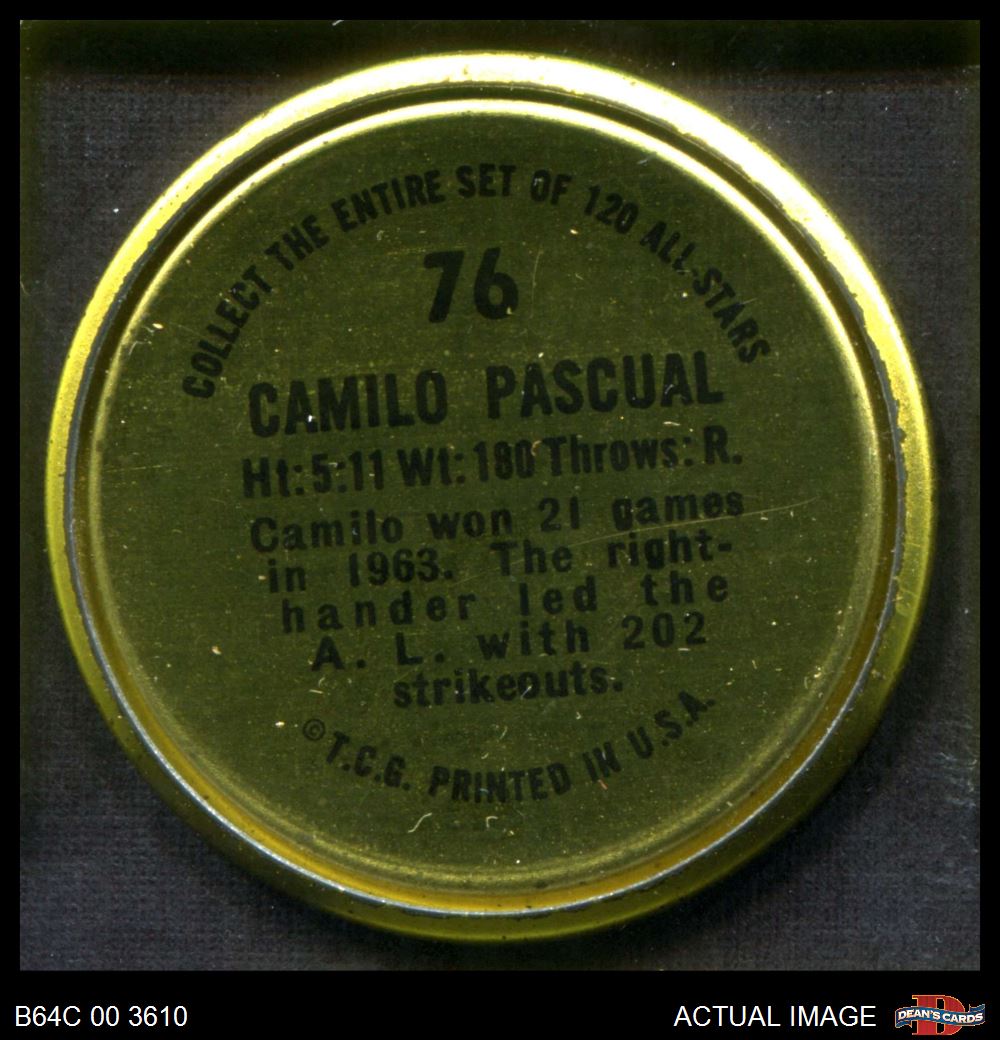 COLLECT THE ENTIRE SET OF 120 ALL-STARS
76
CAMILO PASCUAL
Ht: 5:11 Wt: 180 Throws: R.
Camilo won 21 games
in 1963. The right-
hander led the
A. L. with 202
strikeouts.
© T.C.G. PRINTED IN U.S.A.
B64C 00 3610
ACTUAL IMAGE
D
DEAN'S CARDS